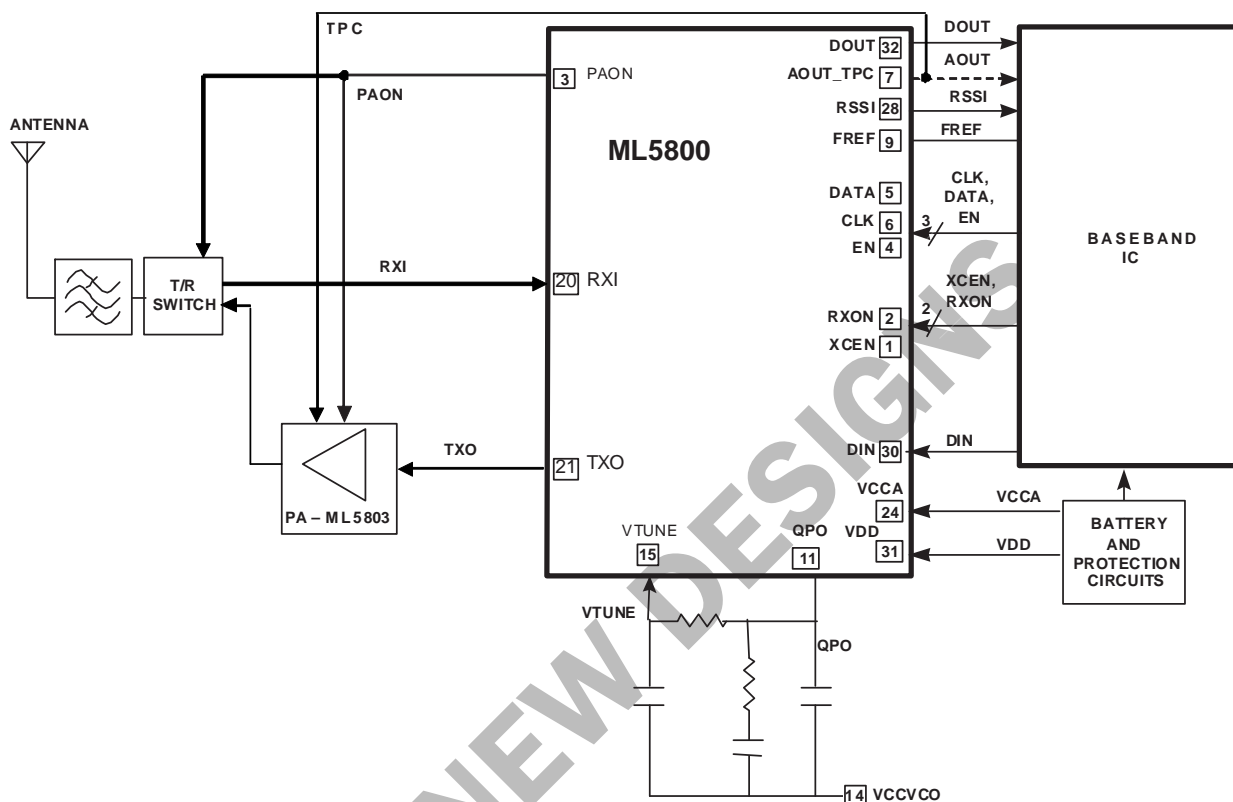 TPC
DOUT
DOUT 32
AOUT
3 PAON
AOUT_TPC 7
PAON
RSSI
RSSI 28
ANTENNA
FREF
FREF 9
ML5800
CLK,
DATA,
EN
DATA 5
3
CLK 6
EN 4
BASEBAND
IC
RXI
T/R
SWITCH
20 RXI
XCEN,
RXON
2
RXON 2
XCEN 1
TXO
21 TXO
DIN
DIN 30
PA – ML5803
VCCA
VCCA
24
VTUNE
15
QPO
11
VDD
31
VDD
BATTERY
AND
PROTECTION
CIRCUITS
VTUNE
QPO
14 VCCVCO
NEW DESIGNS